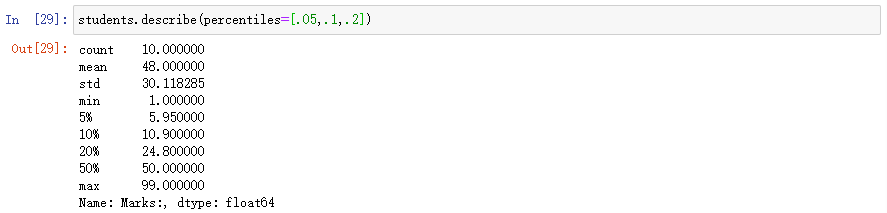 In [29]: students.describe(percentiles=[.05,.1,.2])
Out[29]: count 10.000000
mean 48.000000
std 30.118285
min 1.000000
5% 5.950000
10% 10.900000
20% 24.800000
50% 50.000000
max 99.000000
Name: Marks:, dtype: float64